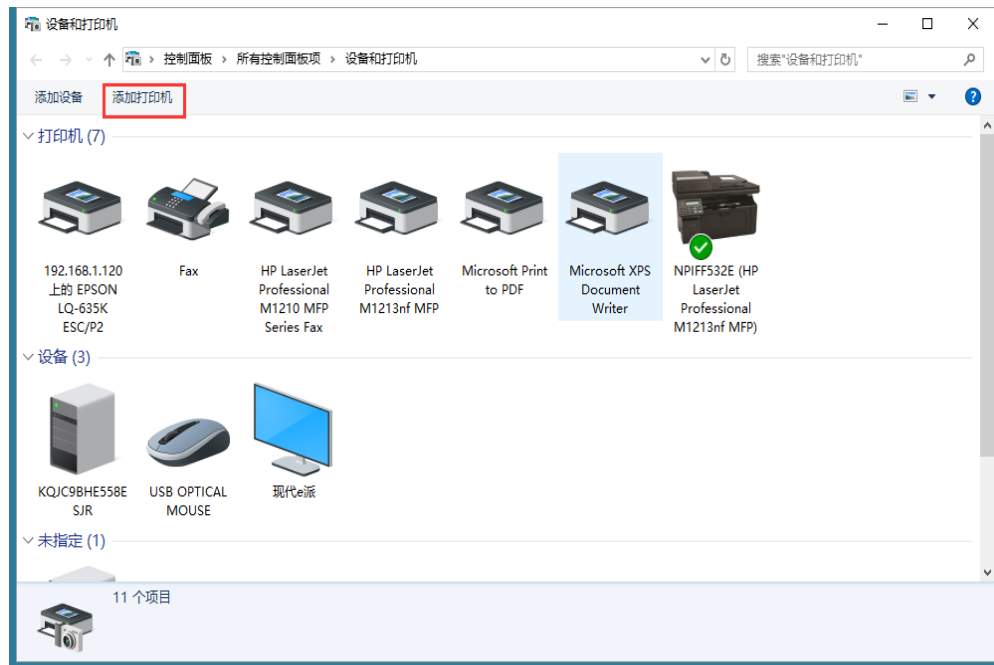 设备和打印机
控制面板 › 所有控制面板项 › 设备和打印机
搜索"设备和打印机"
添加设备 添加打印机
打印机 (7)
192.168.1.120 上的 EPSON LQ-635K ESC/P2
Fax
HP LaserJet Professional M1210 MFP Series Fax
HP LaserJet Professional M1213nf MFP
Microsoft Print to PDF
Microsoft XPS Document Writer
NPIFF532E (HP LaserJet Professional M1213nf MFP)
设备 (3)
KQJC9BHE558ESJR
USB OPTICAL MOUSE
现代e派
未指定 (1)
11 个项目